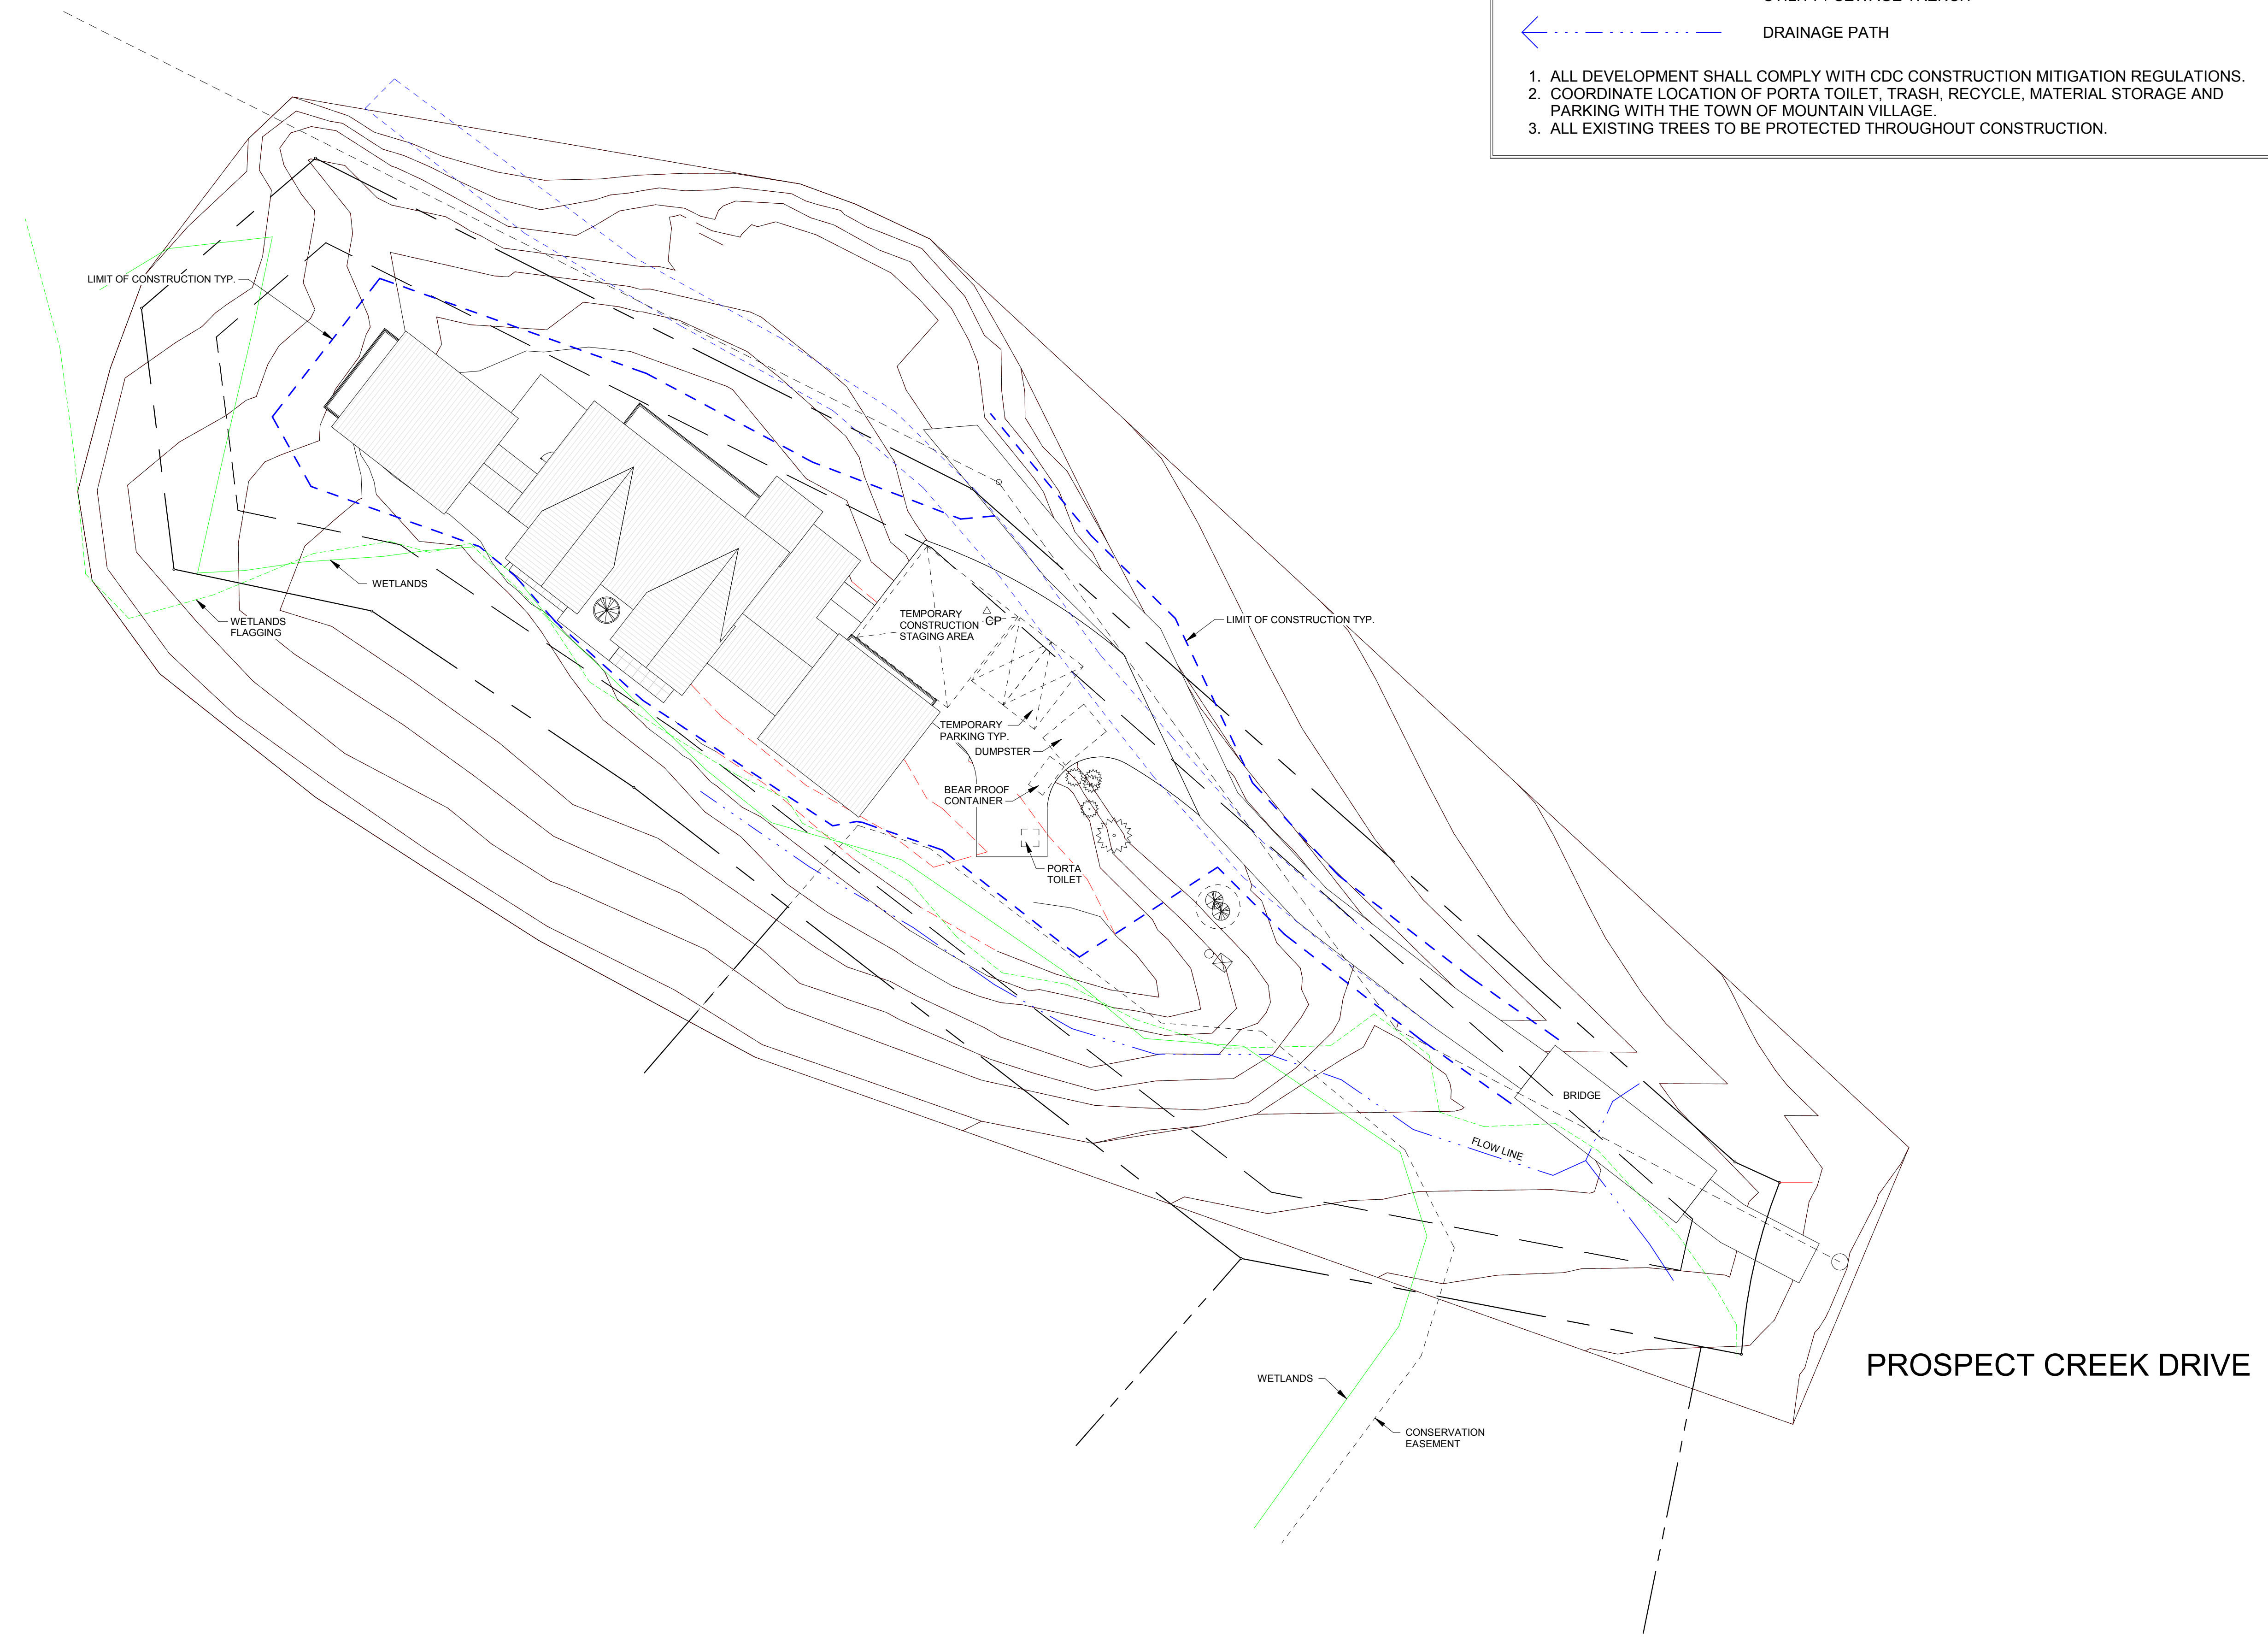 DRAINAGE PATH
1. ALL DEVELOPMENT SHALL COMPLY WITH CDC CONSTRUCTION MITIGATION REGULATIONS.
2. COORDINATE LOCATION OF PORTA TOILET, TRASH, RECYCLE, MATERIAL STORAGE AND
PARKING WITH THE TOWN OF MOUNTAIN VILLAGE.
3. ALL EXISTING TREES TO BE PROTECTED THROUGHOUT CONSTRUCTION.
LIMIT OF CONSTRUCTION TYP.
WETLANDS
WETLANDS
FLAGGING
TEMPORARY
CONSTRUCTION
STAGING AREA
CP
LIMIT OF CONSTRUCTION TYP.
TEMPORARY
PARKING TYP.
DUMPSTER
BEAR PROOF
CONTAINER
PORTA
TOILET
BRIDGE
FLOW LINE
PROSPECT CREEK DRIVE
WETLANDS
CONSERVATION
EASEMENT